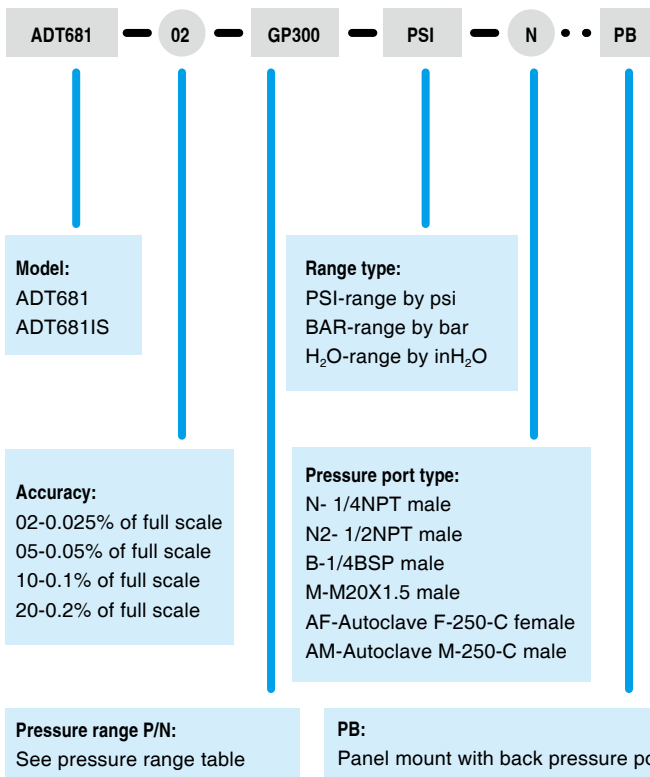 ADT681 02 GP300 PSI N PB
Model:
ADT681
ADT681IS
Range type:
PSI-range by psi
BAR-range by bar
H₂O-range by inH₂O
Accuracy:
02-0.025% of full scale
05-0.05% of full scale
10-0.1% of full scale
20-0.2% of full scale
Pressure port type:
N- 1/4NPT male
N2- 1/2NPT male
B-1/4BSP male
M-M20X1.5 male
AF-Autoclave F-250-C female
AM-Autoclave M-250-C male
Pressure range P/N:
See pressure range table
PB:
Panel mount with back pressure